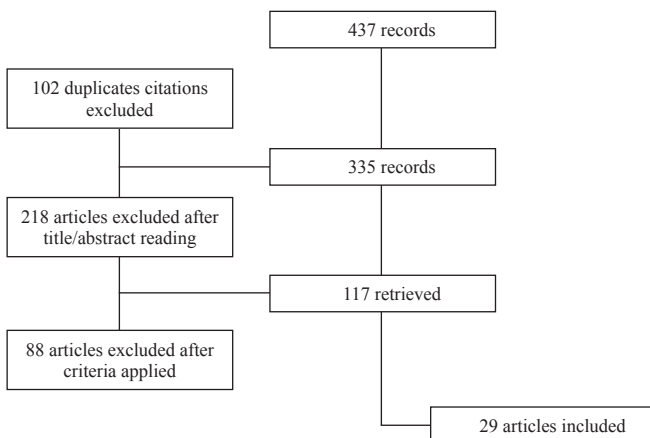 437 records
102 duplicates citations
excluded
335 records
218 articles excluded after
title/abstract reading
117 retrieved
88 articles excluded after
criteria applied
29 articles included